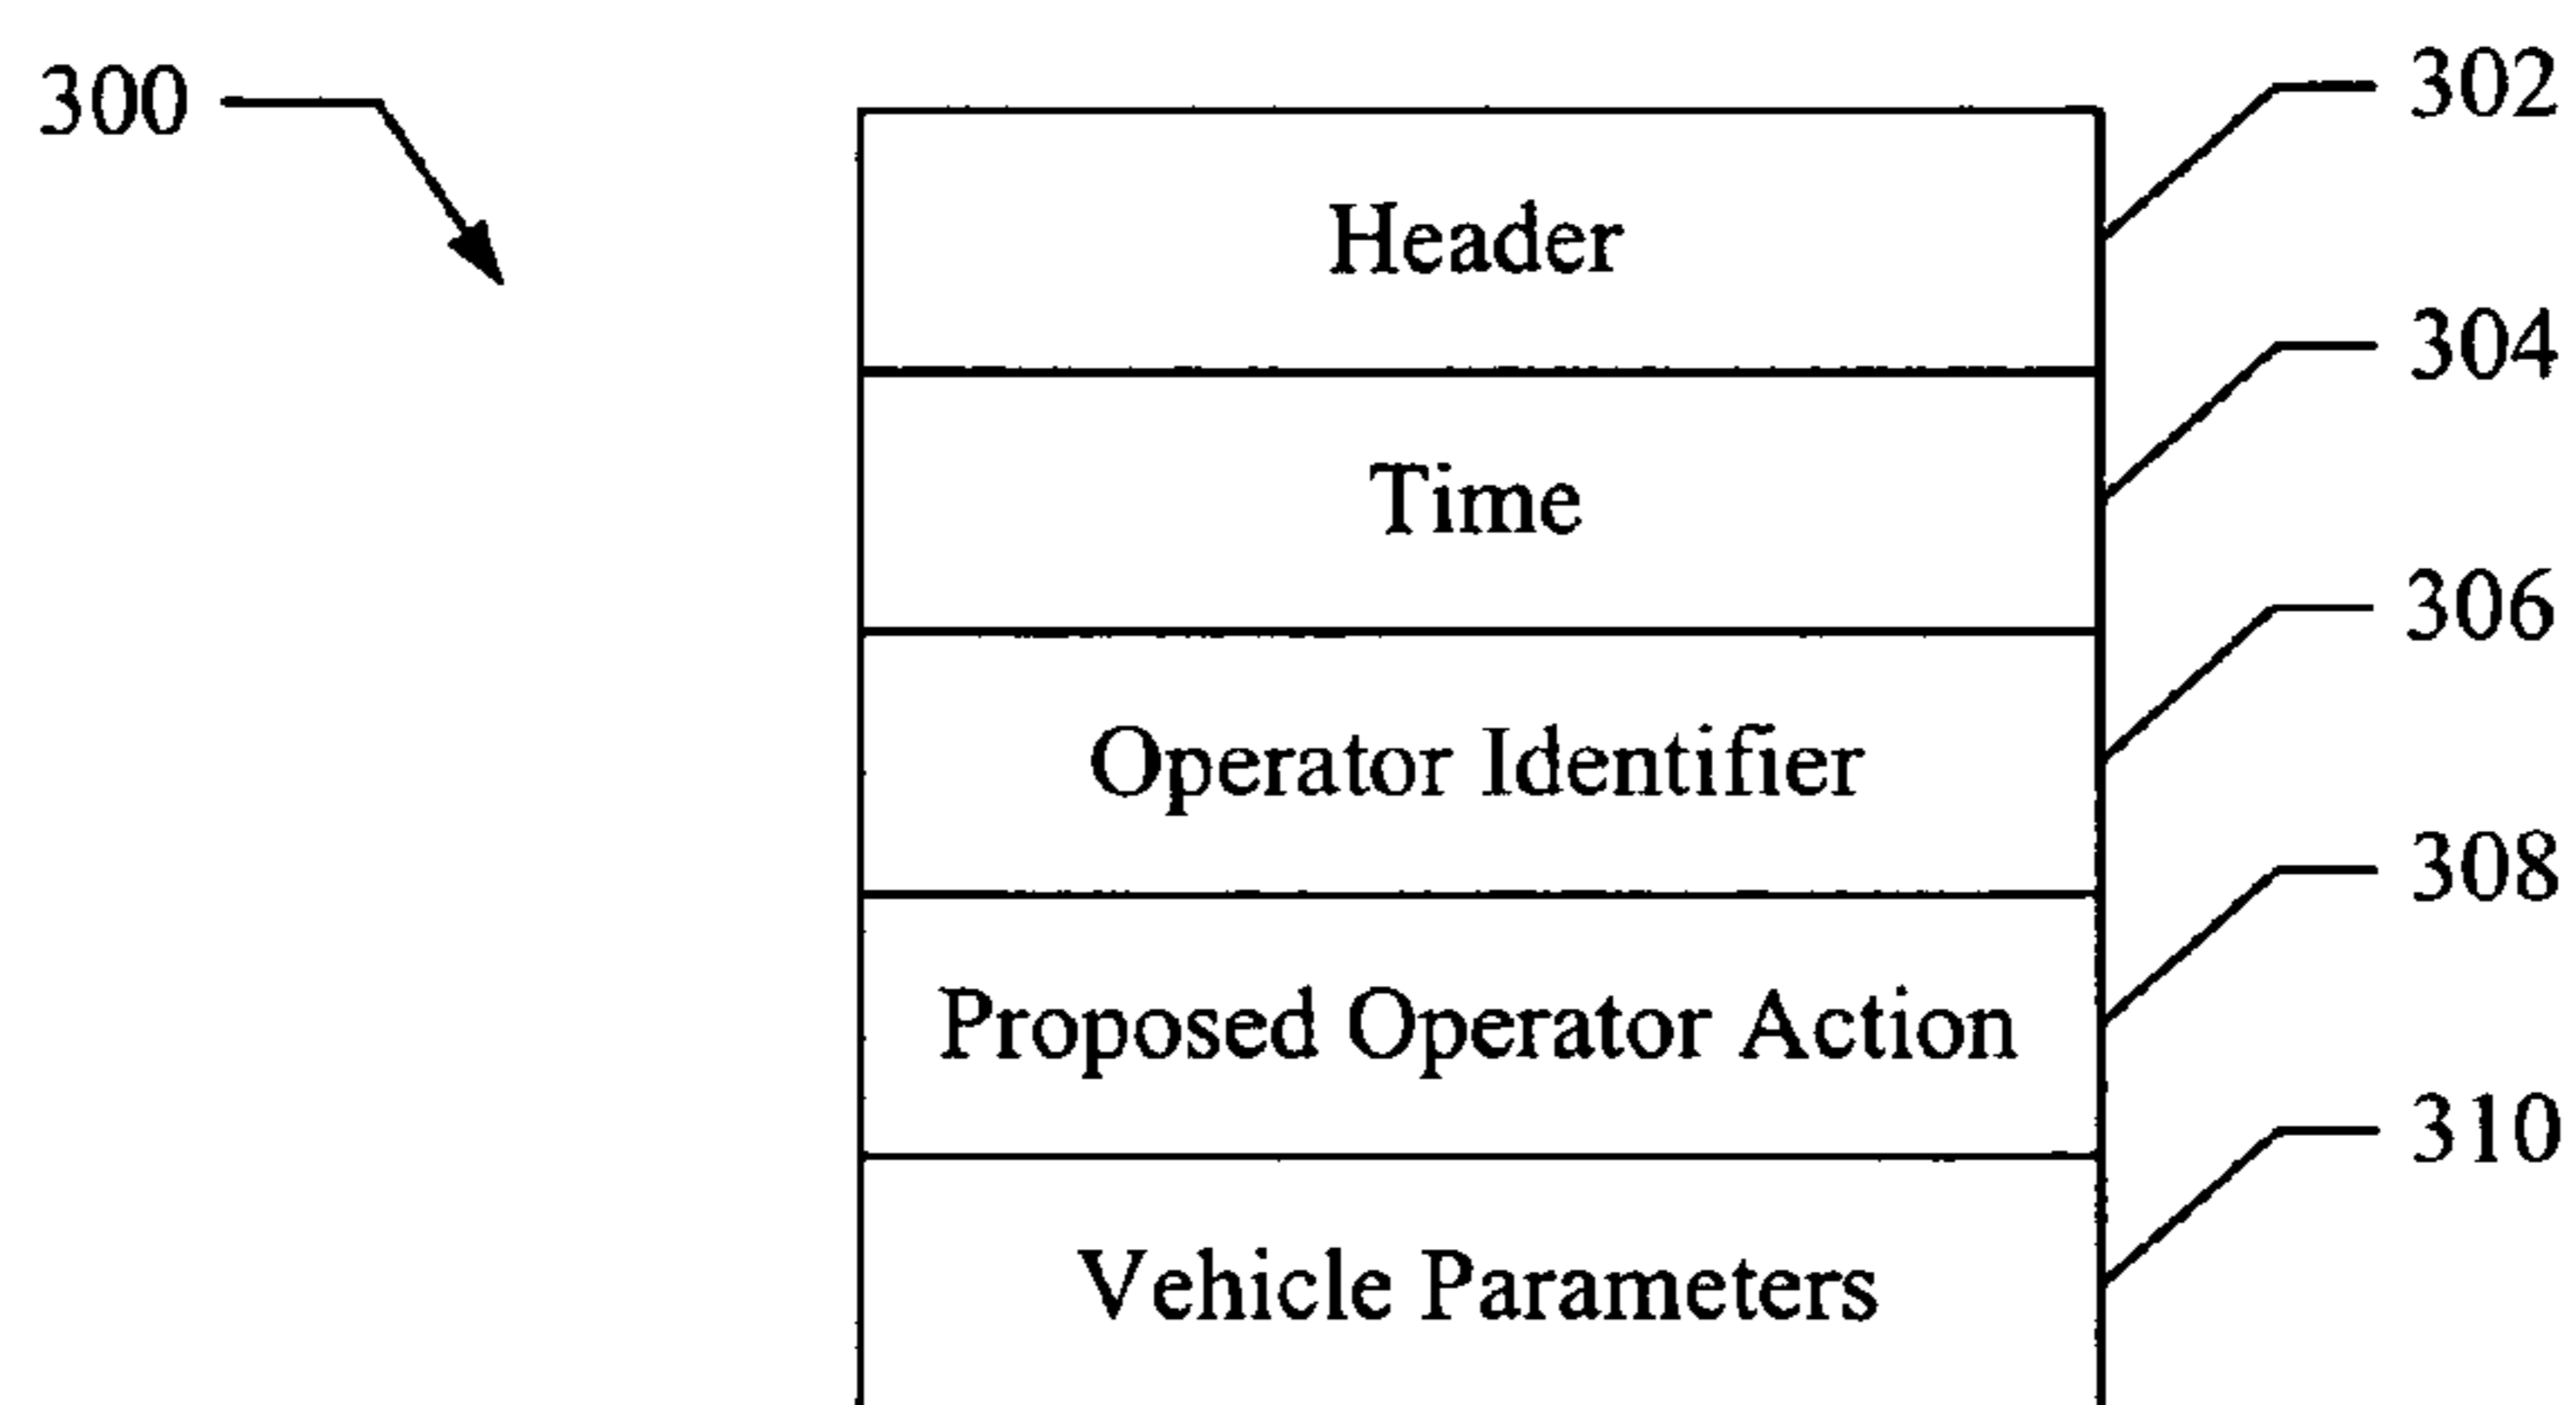 300
302
Header
304
Time
306
Operator Identifier
308
Proposed Operator Action
310
Vehicle Parameters